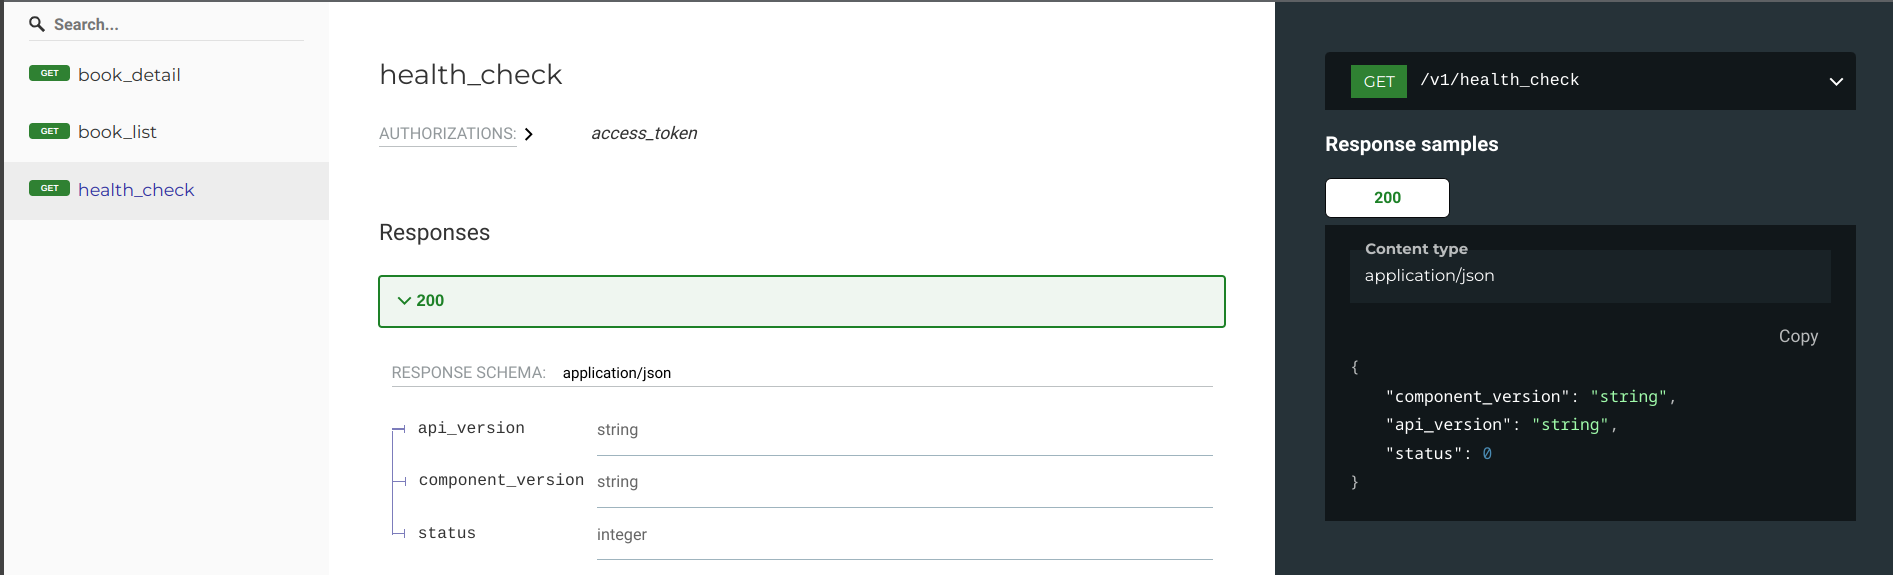 Search...
GET book_detail
GET book_list
GET health_check
health_check
AUTHORIZATIONS: access_token
Responses
200
RESPONSE SCHEMA: application/json
api_version string
component_version string
status integer
GET /v1/health_check
Response samples
200
Content type
application/json
Copy
{
"component_version": "string",
"api_version": "string",
"status": 0
}